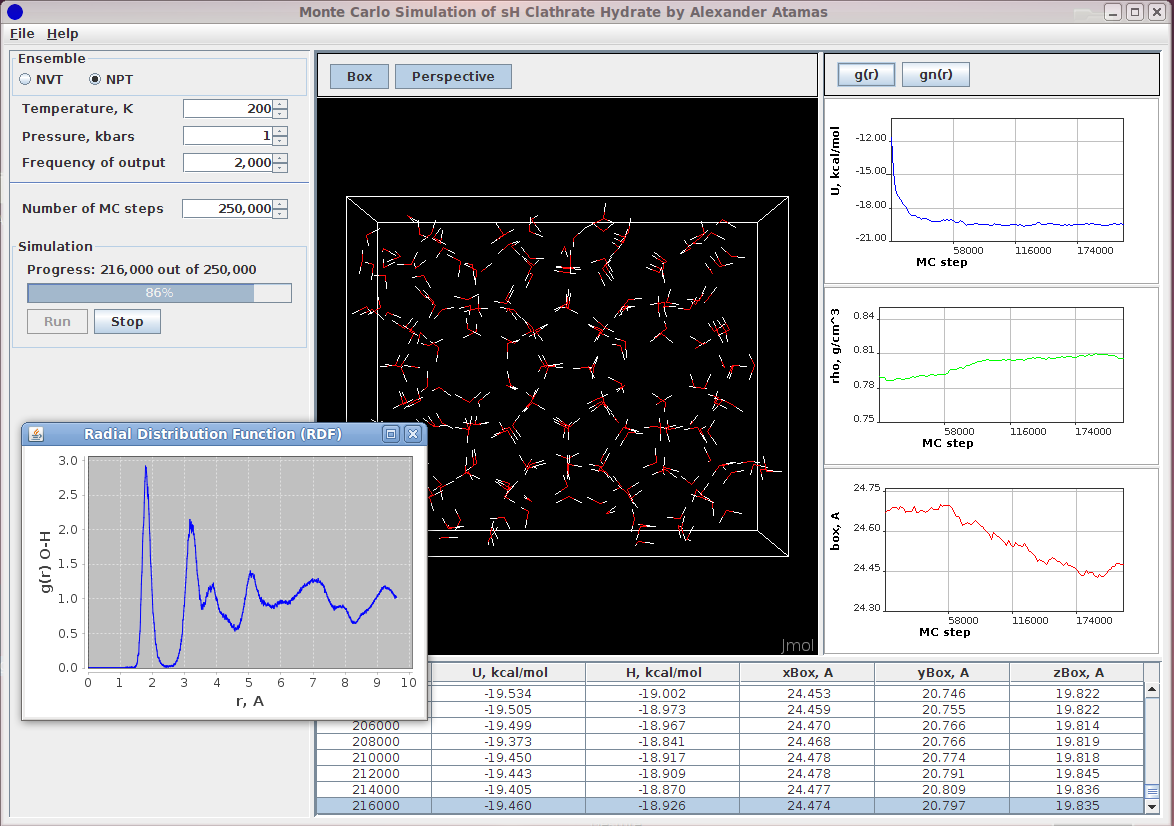 Monte Carlo Simulation of sH Clathrate Hydrate by Alexander Atamas
File Help
Ensemble
NVT NPT
Temperature, K 200
Pressure, kbars 1
Frequency of output 2,000
Number of MC steps 250,000
Simulation
Progress: 216,000 out of 250,000
86%
Run Stop
Box Perspective
Jmol
g(r) gn(r)
U, kcal/mol
-12.00
-15.00
-18.00
-21.00
58000 116000 174000
MC step
rho, g/cm^3
0.84
0.81
0.78
0.75
58000 116000 174000
MC step
box, A
24.75
24.60
24.45
24.30
58000 116000 174000
MC step
Radial Distribution Function (RDF)
g(r) O-H
3.0
2.5
2.0
1.5
1.0
0.5
0.0
0 1 2 3 4 5 6 7 8 9 10
r, A
U, kcal/mol H, kcal/mol xBox, A yBox, A zBox, A
-19.534 -19.002 24.453 20.746 19.822
-19.505 -18.973 24.459 20.755 19.822
206000 -19.499 -18.967 24.470 20.766 19.814
208000 -19.373 -18.841 24.468 20.766 19.819
210000 -19.450 -18.917 24.478 20.774 19.818
212000 -19.443 -18.909 24.478 20.791 19.845
214000 -19.405 -18.870 24.477 20.809 19.836
216000 -19.460 -18.926 24.474 20.797 19.835